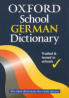 OXFORD
School
GERMAN
Dictionary
Trusted &
tested in
schools